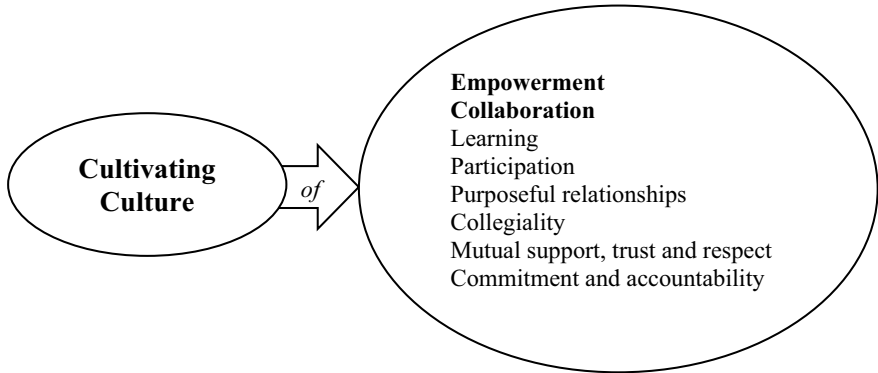 Cultivating
Culture
of
Empowerment
Collaboration
Learning
Participation
Purposeful relationships
Collegiality
Mutual support, trust and respect
Commitment and accountability